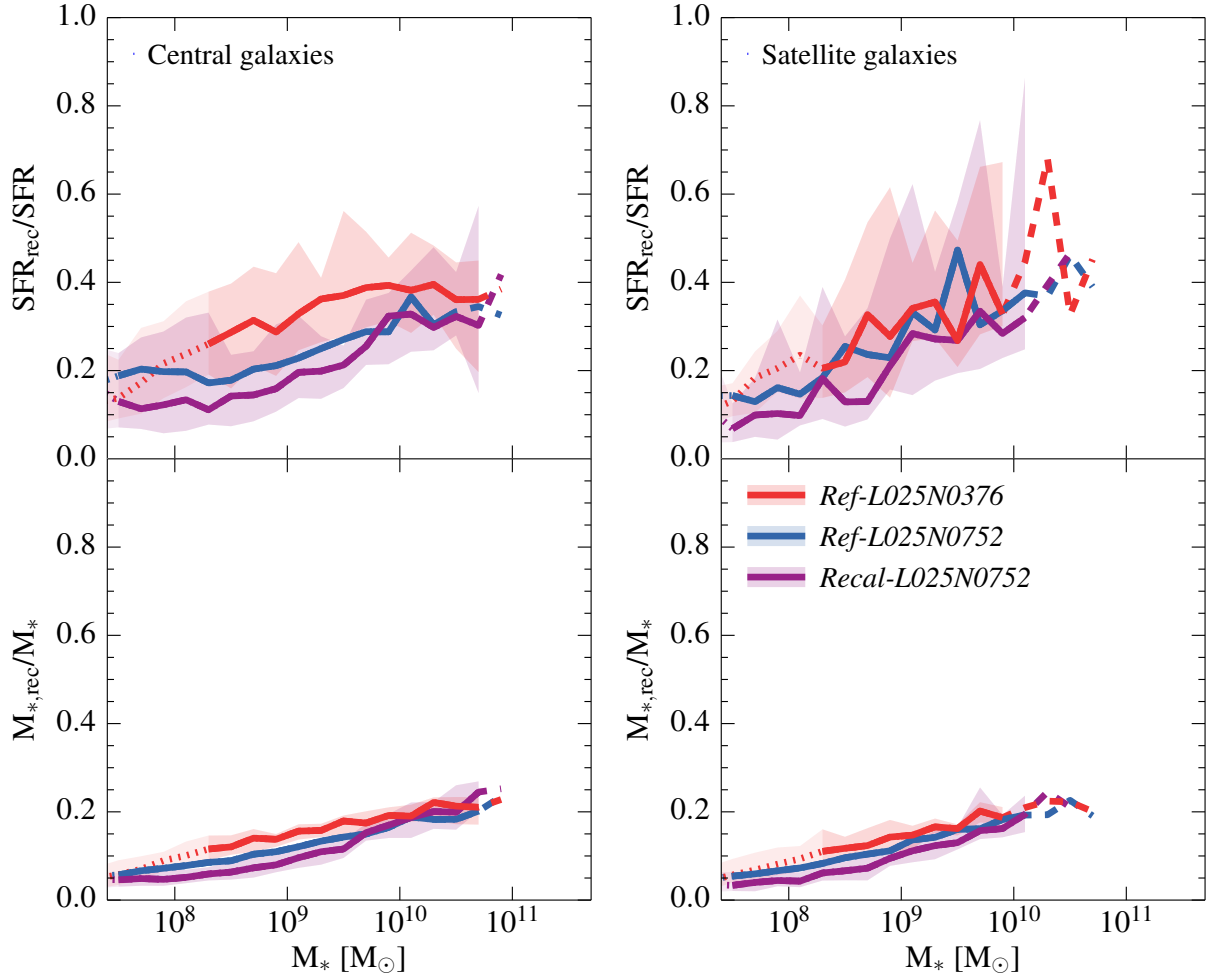 Central galaxies
Satellite galaxies
SFR_rec/SFR
SFR_rec/SFR
1.0
0.8
0.6
0.4
0.2
0.0
1.0
0.8
0.6
0.4
0.2
0.0
Ref-L025N0376
Ref-L025N0752
Recal-L025N0752
M_{*,rec}/M_*
M_{*,rec}/M_*
0.8
0.6
0.4
0.2
0.0
0.8
0.6
0.4
0.2
0.0
10^8 10^9 10^10 10^11
10^8 10^9 10^10 10^11
M_* [M_⊙]
M_* [M_⊙]